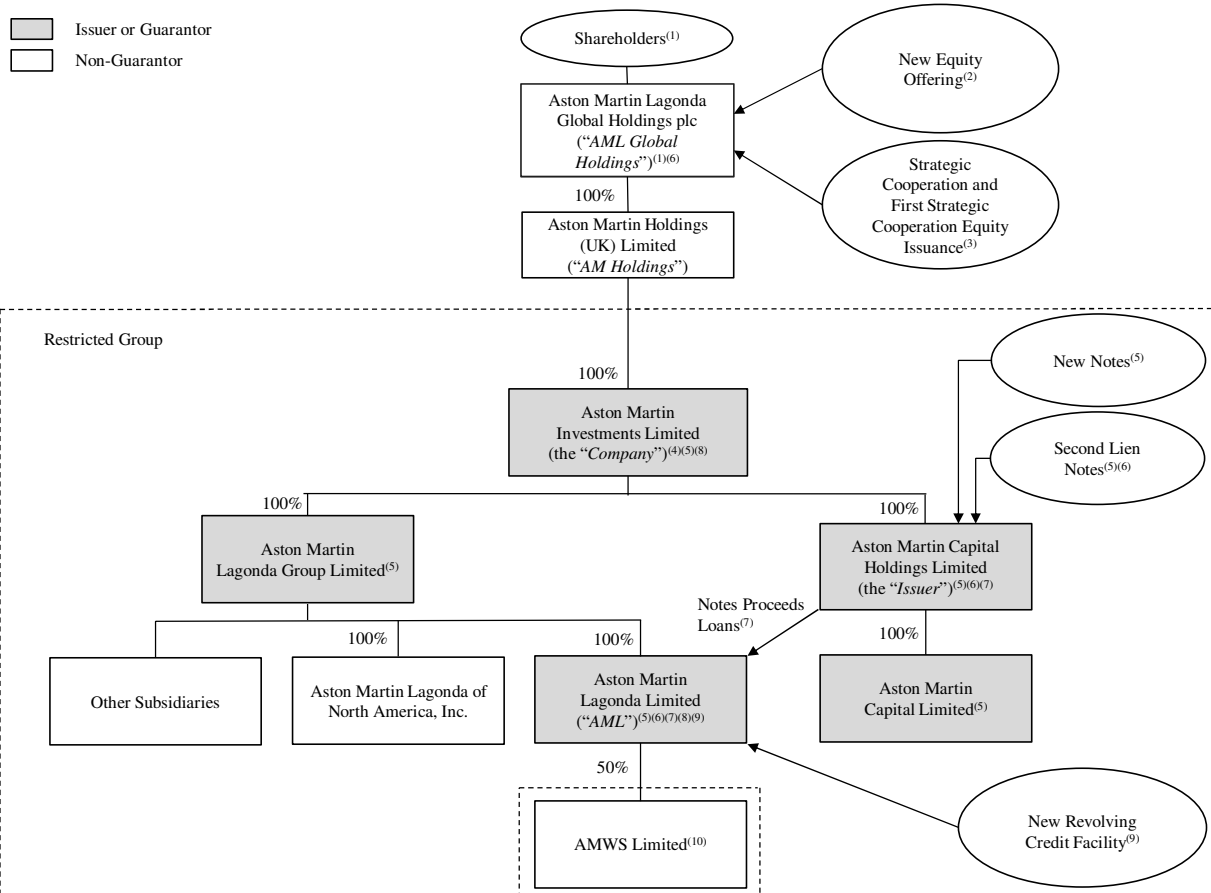 Issuer or Guarantor
Non-Guarantor
Shareholders(1)
New Equity
Offering(2)
Aston Martin Lagonda
Global Holdings plc
(“AML Global
Holdings”)(1)(6)
Strategic
Cooperation and
First Strategic
Cooperation Equity
Issuance(3)
100%
Aston Martin Holdings
(UK) Limited
(“AM Holdings”)
Restricted Group
100%
New Notes(5)
Aston Martin
Investments Limited
(the “Company”)(4)(5)(8)
Second Lien
Notes(5)(6)
100%
100%
Aston Martin
Lagonda Group Limited(5)
Aston Martin Capital
Holdings Limited
(the “Issuer”)(5)(6)(7)
Notes Proceeds
Loans(7)
100%
100%
100%
Other Subsidiaries
Aston Martin Lagonda of
North America, Inc.
Aston Martin
Lagonda Limited
(“AML”)(5)(6)(7)(8)(9)
Aston Martin
Capital Limited(5)
50%
AMWS Limited(10)
New Revolving
Credit Facility(9)